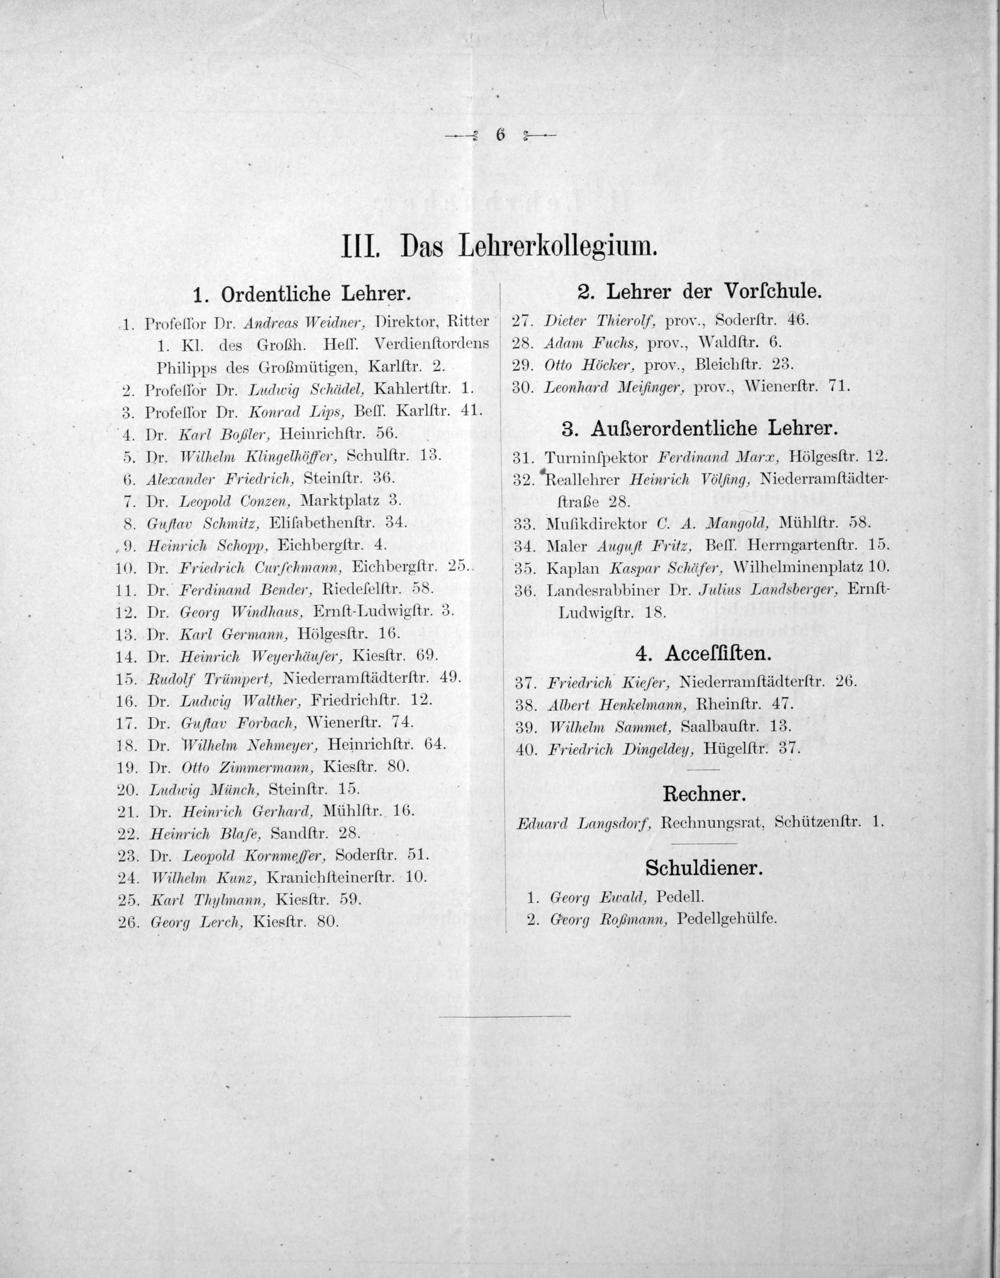 6
III. Das Lehrerkollegium.
1. Ordentliche Lehrer.
1. Profeſſor Dr. Andreas Weidner, Direktor, Ritter
1. Kl. des Großh. Heſſ. Verdienſtordens
Philipps des Großmütigen, Karlſtr. 2.
2. Profeſſor Dr. Ludwig Schädel, Kahlertſtr. 1.
3. Profeſſor Dr. Konrad Lips, Beſſ. Karlſtr. 41.
4. Dr. Karl Boßler, Heinrichſtr. 56.
5. Dr. Wilhelm Klingelhöffer, Schulſtr. 13.
6. Alexander Friedrich, Steinſtr. 36.
7. Dr. Leopold Conzen, Marktplatz 3.
8. Guſtav Schmitz, Eliſabethenſtr. 34.
9. Heinrich Schopp, Eichbergſtr. 4.
10. Dr. Friedrich Curſchmann, Eichbergſtr. 25.
11. Dr. Ferdinand Bender, Riedeſelſtr. 58.
12. Dr. Georg Windhaus, Ernſt-Ludwigſtr. 3.
13. Dr. Karl Germann, Hölgesſtr. 16.
14. Dr. Heinrich Weyerhäuſer, Kiesſtr. 69.
15. Rudolf Trümpert, Niederramſtädterſtr. 49.
16. Dr. Ludwig Walther, Friedrichſtr. 12.
17. Dr. Guſtav Forbach, Wienerſtr. 74.
18. Dr. Wilhelm Nehmeyer, Heinrichſtr. 64.
19. Dr. Otto Zimmermann, Kiesſtr. 80.
20. Ludwig Münch, Steinſtr. 15.
21. Dr. Heinrich Gerhard, Mühlſtr. 16.
22. Heinrich Blaſe, Sandſtr. 28.
23. Dr. Leopold Kornmeſſer, Soderſtr. 51.
24. Wilhelm Kunz, Kranichſteinerſtr. 10.
25. Karl Thylmann, Kiesſtr. 59.
26. Georg Lerch, Kiesſtr. 80.
2. Lehrer der Vorſchule.
27. Dieter Thierolf, prov., Soderſtr. 46.
28. Adam Fuchs, prov., Waldſtr. 6.
29. Otto Höcker, prov., Bleichſtr. 23.
30. Leonhard Meiſinger, prov., Wienerſtr. 71.
3. Außerordentliche Lehrer.
31. Turninſpektor Ferdinand Marx, Hölgesſtr. 12.
32. Reallehrer Heinrich Völſing, Niederramſtädter-
ſtraße 28.
33. Muſikdirektor C. A. Mangold, Mühlſtr. 58.
34. Maler Auguſt Fritz, Beſſ. Herrngartenſtr. 15.
35. Kaplan Kaspar Schäfer, Wilhelminenplatz 10.
36. Landesrabbiner Dr. Julius Landsberger, Ernſt-
Ludwigſtr. 18.
4. Acceſſiſten.
37. Friedrich Kiefer, Niederramſtädterſtr. 26.
38. Albert Henkelmann, Rheinſtr. 47.
39. Wilhelm Sammet, Saalbauſtr. 13.
40. Friedrich Dingeldey, Hügelſtr. 37.
Rechner.
Eduard Langsdorf, Rechnungsrat, Schützenſtr. 1.
Schuldiener.
1. Georg Ewald, Pedell.
2. Georg Roßmann, Pedellgehülfe.